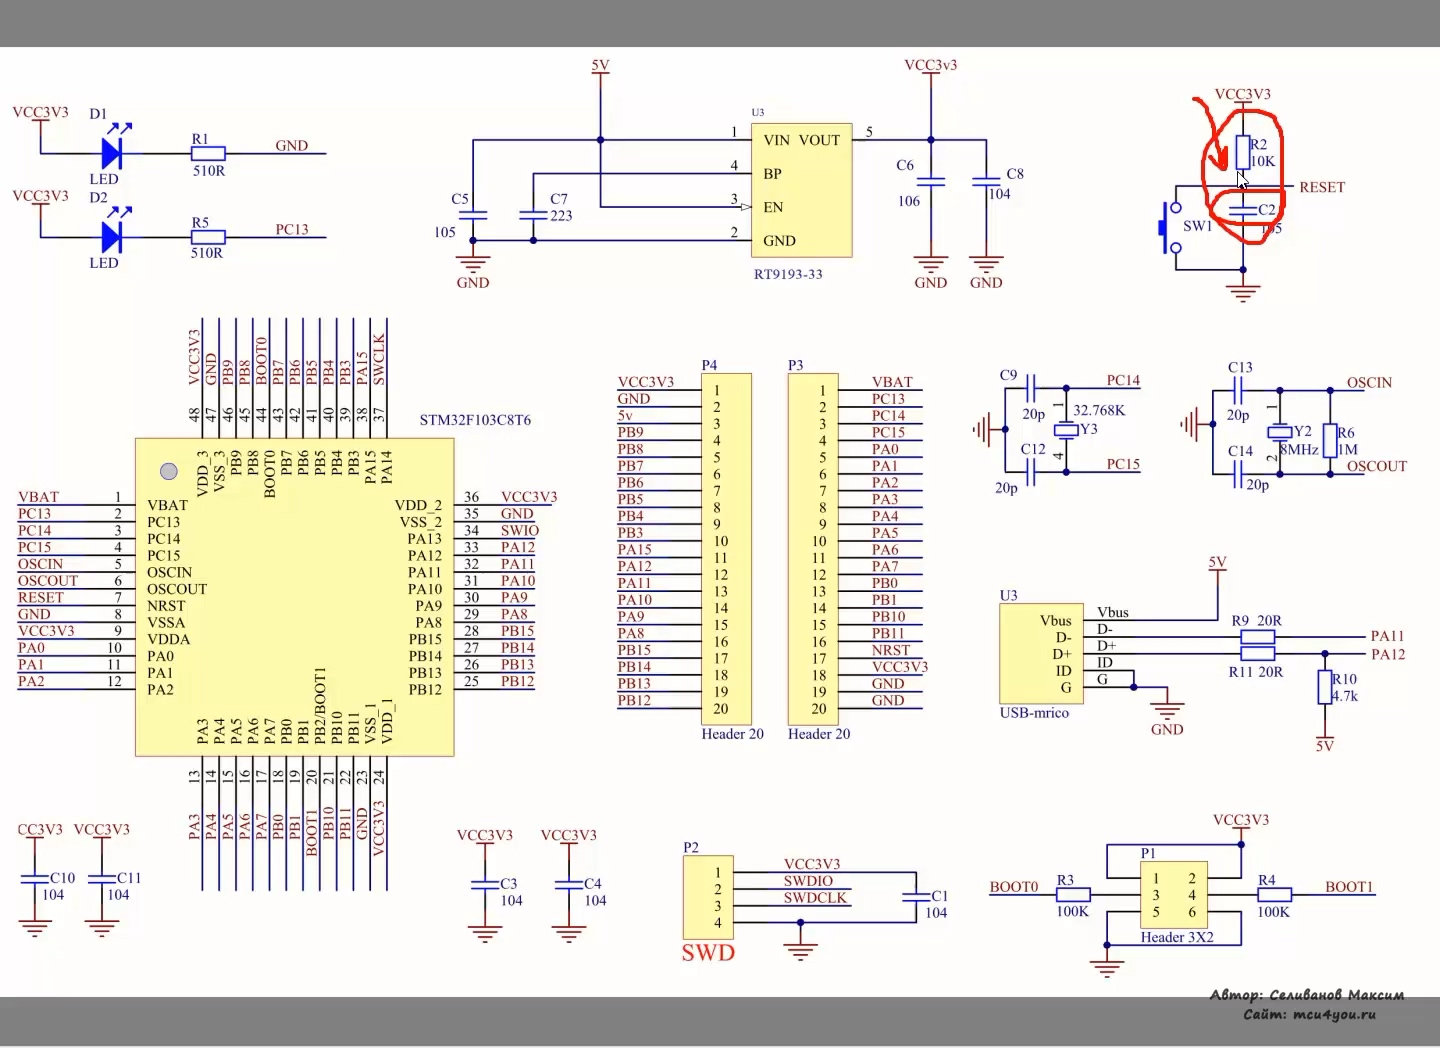 VCC3V3
D1
LED
R1
510R
GND
VCC3V3
D2
LED
R5
510R
PC13
5V
VCC3v3
U3
1
VIN VOUT
5
4
BP
3
EN
2
GND
RT9193-33
C5
105
C7
223
GND
C6
106
C8
104
GND
GND
VCC3V3
R2
10K
RESET
C2
SW1
VCC3V3
GND
PB9
PB8
BOOT0
PB7
PB6
PB5
PB4
PB3
PA15
SWCLK
48
47
46
45
44
43
42
41
40
39
38
37
STM32F103C8T6
VDD_3
VSS_3
PB9
PB8
BOOT0
PB7
PB6
PB5
PB4
PB3
PA15
PA14
VBAT 1 VBAT
PC13 2 PC13
PC14 3 PC14
PC15 4 PC15
OSCIN 5 OSCIN
OSCOUT 6 OSCOUT
RESET 7 NRST
GND 8 VSSA
VCC3V3 9 VDDA
PA0 10 PA0
PA1 11 PA1
PA2 12 PA2
VDD_2 36 VCC3V3
VSS_2 35 GND
PA13 34 SWIO
PA12 33 PA12
PA11 32 PA11
PA10 31 PA10
PA9 30 PA9
PA8 29 PA8
PB15 28 PB15
PB14 27 PB14
PB13 26 PB13
PB12 25 PB12
PA3
PA4
PA5
PA6
PA7
PB0
PB1
PB2/BOOT1
PB10
PB11
VSS_1
VDD_1
13
14
15
16
17
18
19
20
21
22
23
24
PA3
PA4
PA5
PA6
PA7
PB0
PB1
BOOT1
PB10
PB11
GND
VCC3V3
P4
VCC3V3 1
GND 2
5v 3
PB9 4
PB8 5
PB7 6
PB6 7
PB5 8
PB4 9
PB3 10
PA15 11
PA12 12
PA11 13
PA10 14
PA9 15
PA8 16
PB15 17
PB14 18
PB13 19
PB12 20
Header 20
P3
1 VBAT
2 PC13
3 PC14
4 PC15
5 PA0
6 PA1
7 PA2
8 PA3
9 PA4
10 PA5
11 PA6
12 PA7
13 PB0
14 PB1
15 PB10
16 PB11
17 NRST
18 VCC3V3
19 GND
20 GND
Header 20
C9
20p
PC14
1
32.768K
Y3
4
C12
20p
PC15
C13
20p
OSCIN
1
Y2
8MHz
2
R6
1M
C14
20p
OSCOUT
5V
U3
Vbus Vbus
D- D-
D+ D+
ID ID
G G
USB-mrico
R9 20R
PA11
PA12
R11 20R
R10
4.7k
GND
5V
CC3V3
C10
104
VCC3V3
C11
104
VCC3V3
C3
104
VCC3V3
C4
104
P2
1 VCC3V3
2 SWDIO
3 SWDCLK
4
C1
104
SWD
VCC3V3
P1
BOOT0
R3
100K
1 2
3 4
5 6
R4
100K
BOOT1
Header 3X2
Автор: Селиванов Максим
Сайт: mcu4you.ru